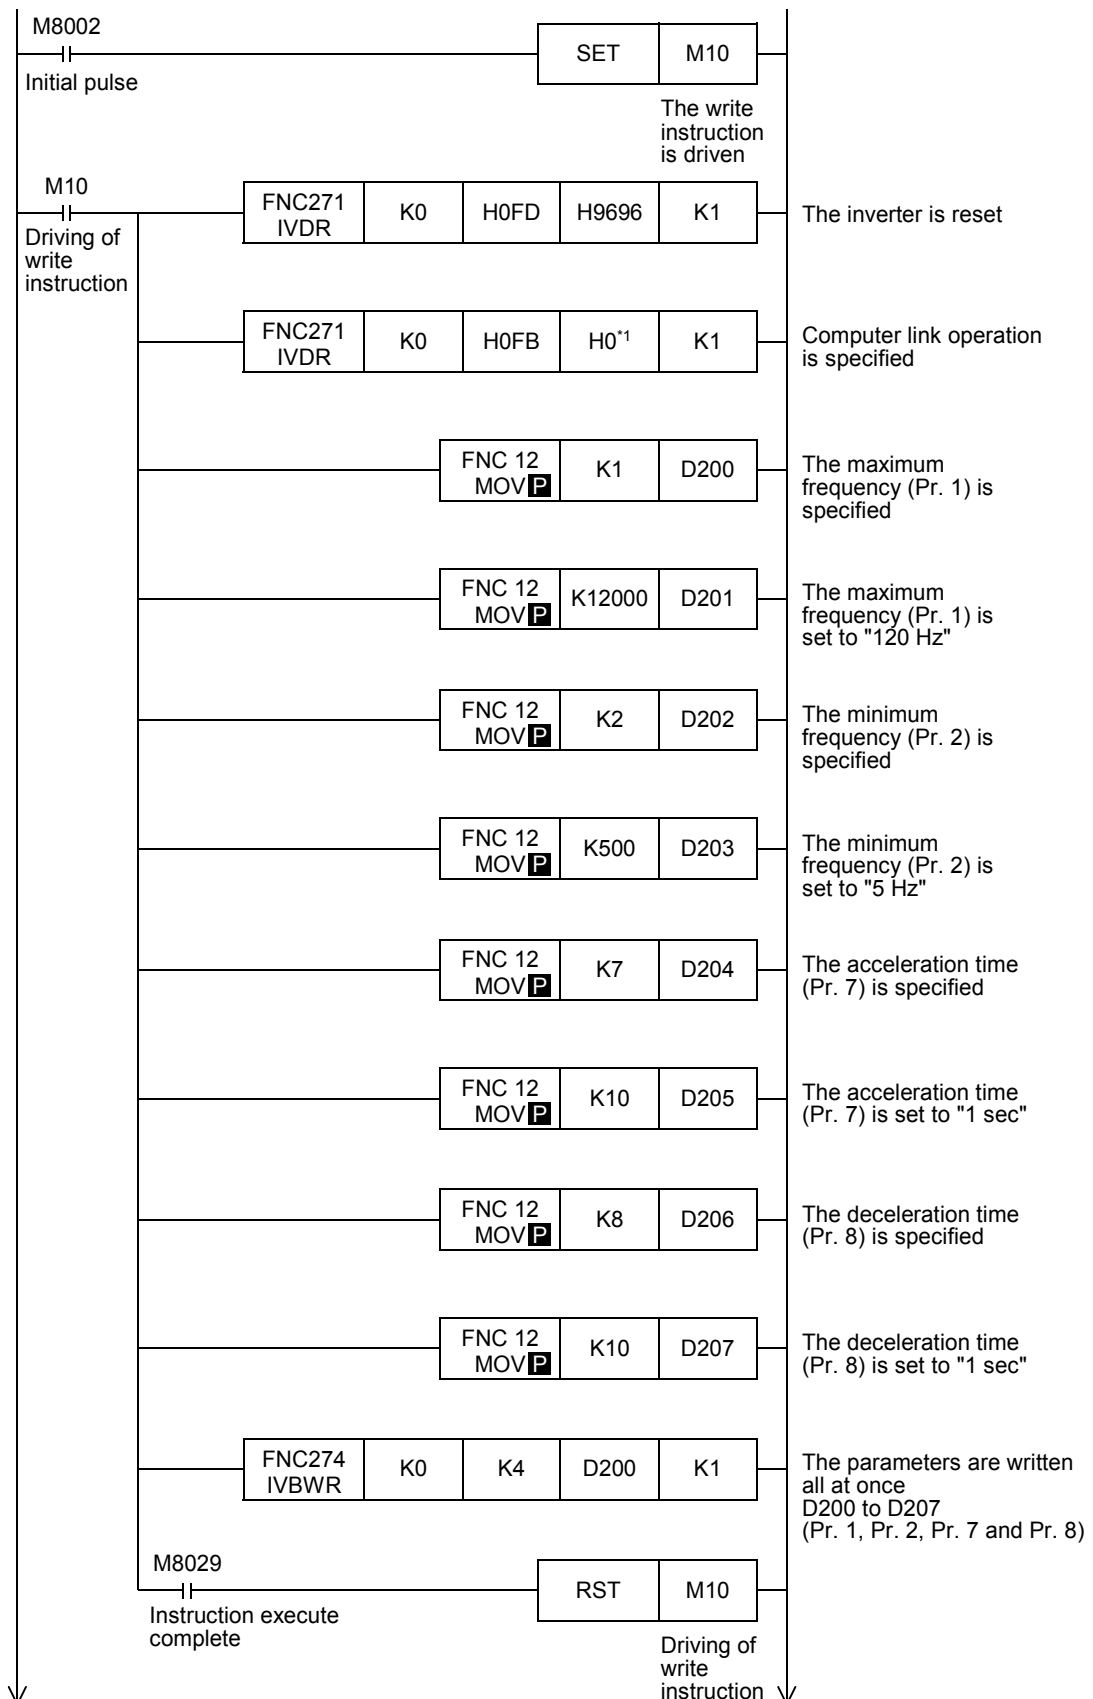 M8002
SET M10
Initial pulse
The write
instruction
is driven
M10
FNC271
IVDR K0 H0FD H9696 K1
The inverter is reset
Driving of
write
instruction
FNC271
IVDR K0 H0FB H0*1 K1
Computer link operation
is specified
FNC 12
MOV P K1 D200
The maximum
frequency (Pr. 1) is
specified
FNC 12
MOV P K12000 D201
The maximum
frequency (Pr. 1) is
set to "120 Hz"
FNC 12
MOV P K2 D202
The minimum
frequency (Pr. 2) is
specified
FNC 12
MOV P K500 D203
The minimum
frequency (Pr. 2) is
set to "5 Hz"
FNC 12
MOV P K7 D204
The acceleration time
(Pr. 7) is specified
FNC 12
MOV P K10 D205
The acceleration time
(Pr. 7) is set to "1 sec"
FNC 12
MOV P K8 D206
The deceleration time
(Pr. 8) is specified
FNC 12
MOV P K10 D207
The deceleration time
(Pr. 8) is set to "1 sec"
FNC274
IVBWR K0 K4 D200 K1
The parameters are written
all at once
D200 to D207
(Pr. 1, Pr. 2, Pr. 7 and Pr. 8)
M8029
RST M10
Instruction execute
complete
Driving of
write
instruction